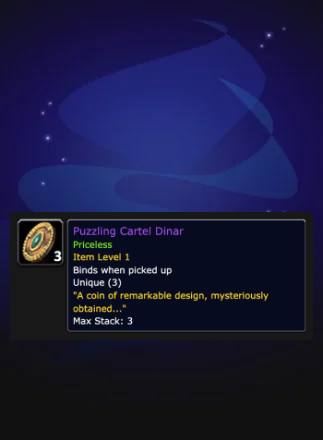 Puzzling Cartel Dinar
Priceless
Item Level 1
Binds when picked up
Unique (3)
"A coin of remarkable design, mysteriously
obtained..."
Max Stack: 3
3